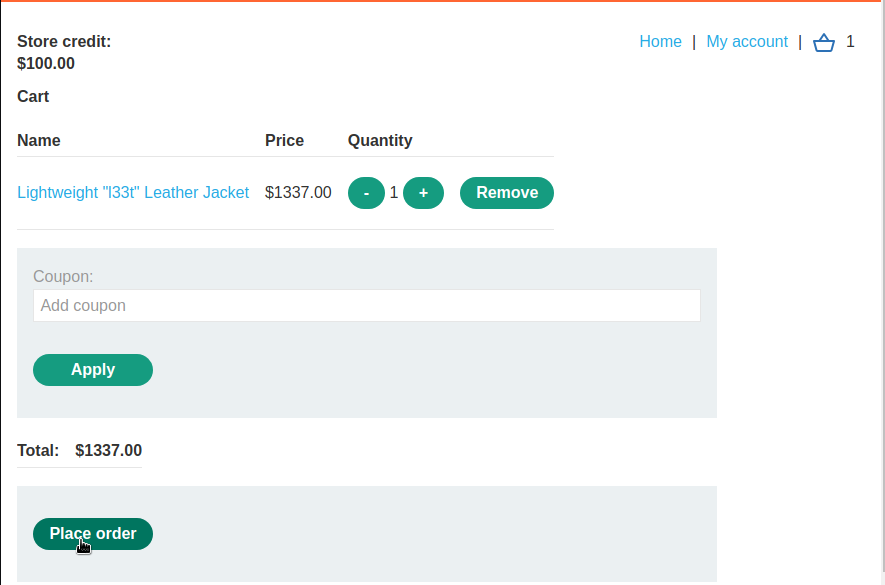 Store credit:
$100.00
Home | My account | 1
Cart
Name Price Quantity
Lightweight "l33t" Leather Jacket $1337.00 - 1 + Remove
Coupon:
Add coupon
Apply
Total: $1337.00
Place order